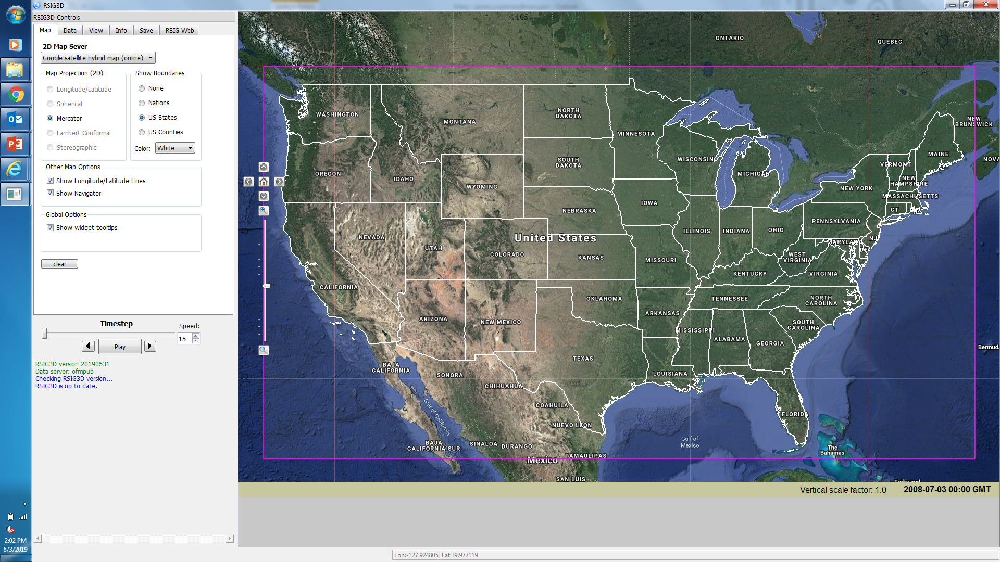 RSIG3D
RSIG3D Controls
Map Data View Info Save RSIG Web
2D Map Sever
Google satellite hybrid map (online)
Map Projection (2D)
Longitude/Latitude
Spherical
Mercator
Lambert Conformal
Stereographic
Show Boundaries
None
Nations
US States
US Counties
Color: White
Other Map Options
Show Longitude/Latitude Lines
Show Navigator
Global Options
Show widget tooltips
clear
Timestep
Speed:
15
Play
RSIG3D version 20190531
Data server: ofmpub
Checking RSIG3D version...
RSIG3D is up to date.
2:02 PM
6/3/2019
-105
-90
-75
ONTARIO
QUEBEC
WASHINGTON
MONTANA
NORTH
DAKOTA
MINNESOTA
NEW
BRUNSWICK
MAINE
NOVA
OREGON
IDAHO
WYOMING
SOUTH
DAKOTA
WISCONSIN
MICHIGAN
VERMONT
NEW
HAMPSHIRE
NEW YORK
MASSACHUSETTS
CT
RI
IOWA
NEBRASKA
PENNSYLVANIA
NEVADA
UTAH
United States
COLORADO
KANSAS
ILLINOIS
INDIANA
OHIO
NJ
MARYLAND
DE
MISSOURI
WEST
VIRGINIA
VIRGINIA
KENTUCKY
CALIFORNIA
ARIZONA
NEW MEXICO
OKLAHOMA
ARKANSAS
TENNESSEE
NORTH
CAROLINA
SOUTH
CAROLINA
MISSISSIPPI
ALABAMA
GEORGIA
TEXAS
LOUISIANA
Bermuda
BAJA
CALIFORNIA
SONORA
CHIHUAHUA
COAHUILA
Gulf of California
NUEVO LEON
FLORIDA
BAJA
CALIFORNIA SUR
SINALOA
DURANGO
Gulf of
Mexico
The
Bahamas
TAMAULIPAS
Mexico
SAN LUIS
Turks and
Vertical scale factor: 1.0
2008-07-03 00:00 GMT
Lon:-127.924805, Lat:39.977119